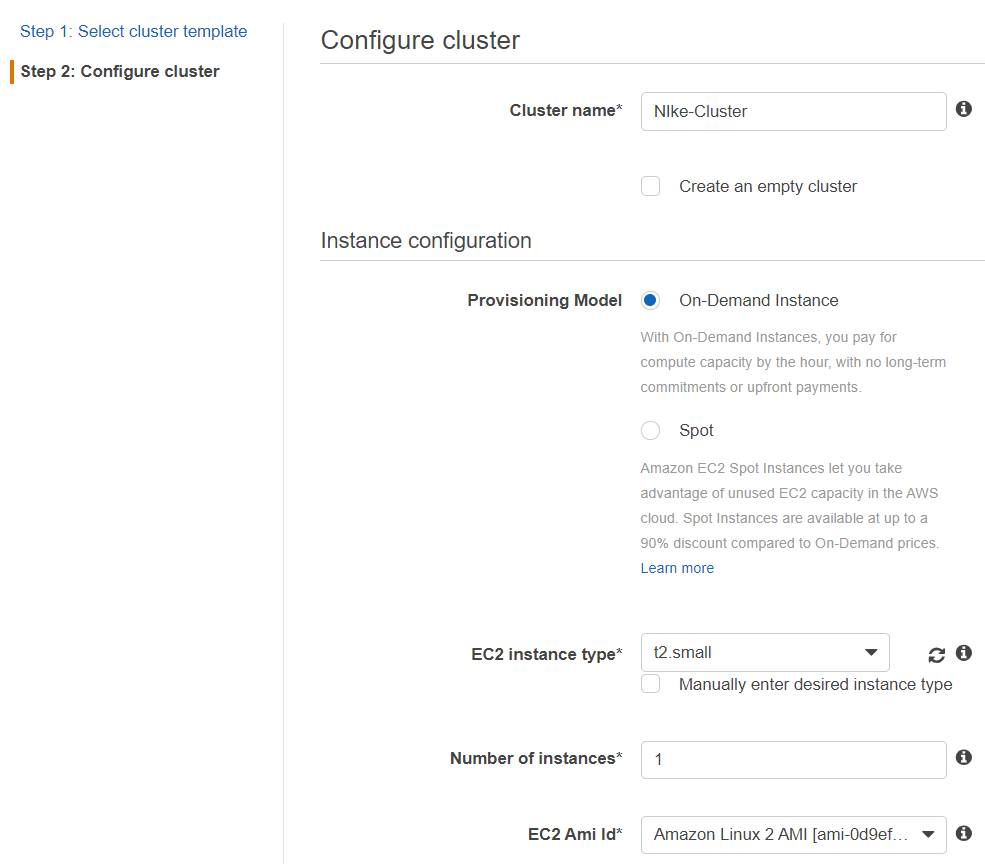 Step 1: Select cluster template
Step 2: Configure cluster
Configure cluster
Cluster name* NIke-Cluster
Create an empty cluster
Instance configuration
Provisioning Model On-Demand Instance
With On-Demand Instances, you pay for
compute capacity by the hour, with no long-term
commitments or upfront payments.
Spot
Amazon EC2 Spot Instances let you take
advantage of unused EC2 capacity in the AWS
cloud. Spot Instances are available at up to a
90% discount compared to On-Demand prices.
Learn more
EC2 instance type* t2.small
Manually enter desired instance type
Number of instances* 1
EC2 Ami Id* Amazon Linux 2 AMI [ami-0d9ef…